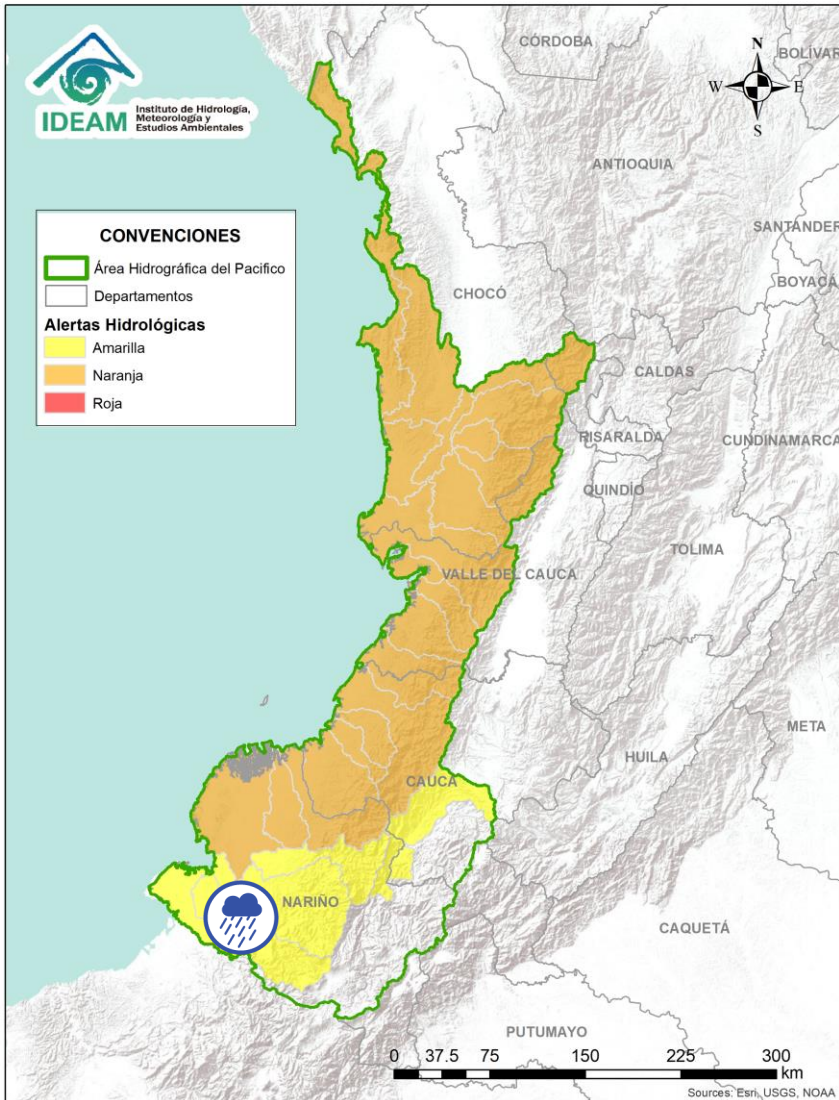 IDEAM
Instituto de Hidrología,
Meteorología y
Estudios Ambientales
CÓRDOBA
BOLÍVAR
N
W
E
S
ANTIOQUIA
SANTANDER
BOYACÁ
CONVENCIONES
Área Hidrográfica del Pacifico
Departamentos
Alertas Hidrológicas
Amarilla
Naranja
Roja
CHOCÓ
CALDAS
RISARALDA
CUNDINAMARCA
QUINDÍO
TOLIMA
VALLE DEL CAUCA
META
HUILA
CAUCA
NARIÑO
CAQUETÁ
PUTUMAYO
0 37.5 75 150 225 300
km
Sources: Esri, USGS, NOAA